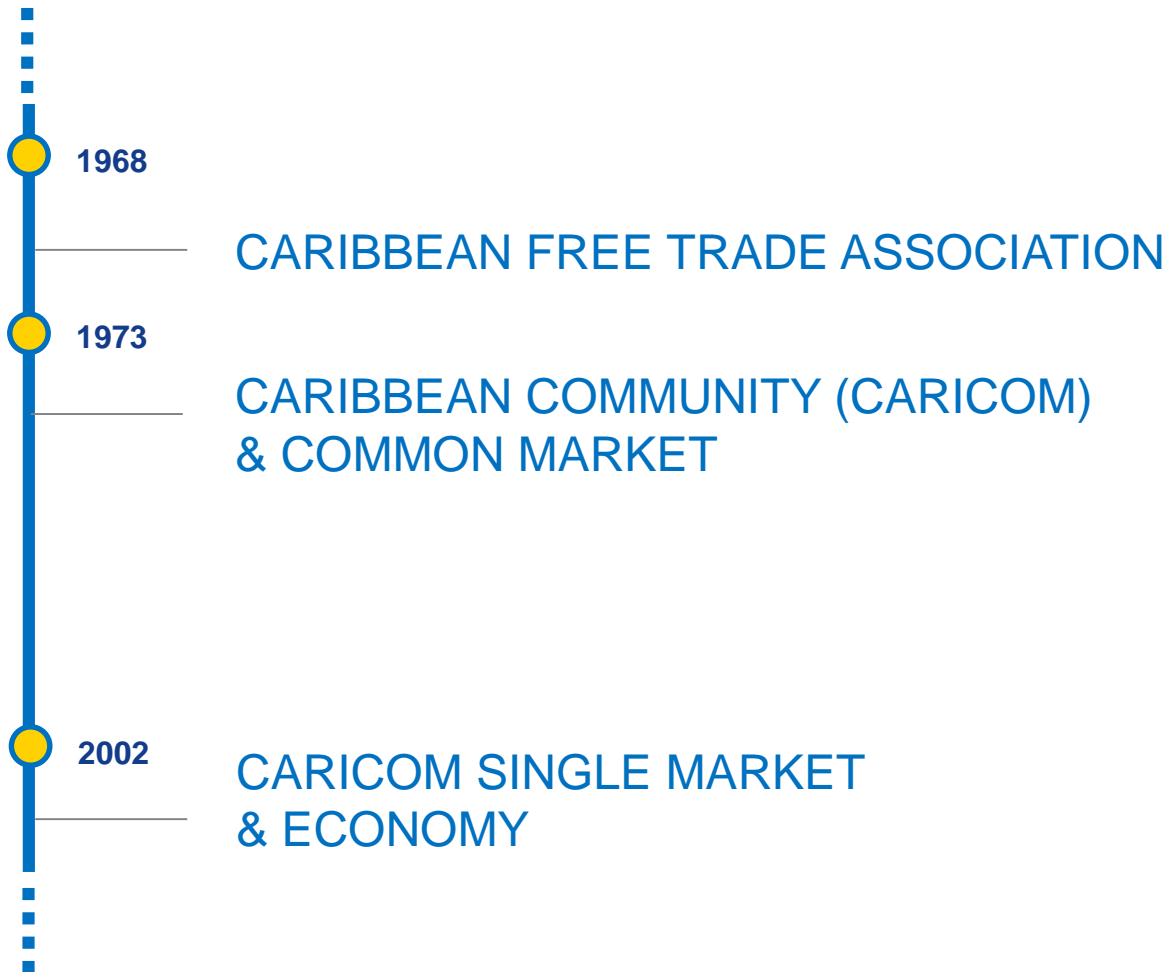 1968
CARIBBEAN FREE TRADE ASSOCIATION
1973
CARIBBEAN COMMUNITY (CARICOM)
& COMMON MARKET
2002
CARICOM SINGLE MARKET
& ECONOMY